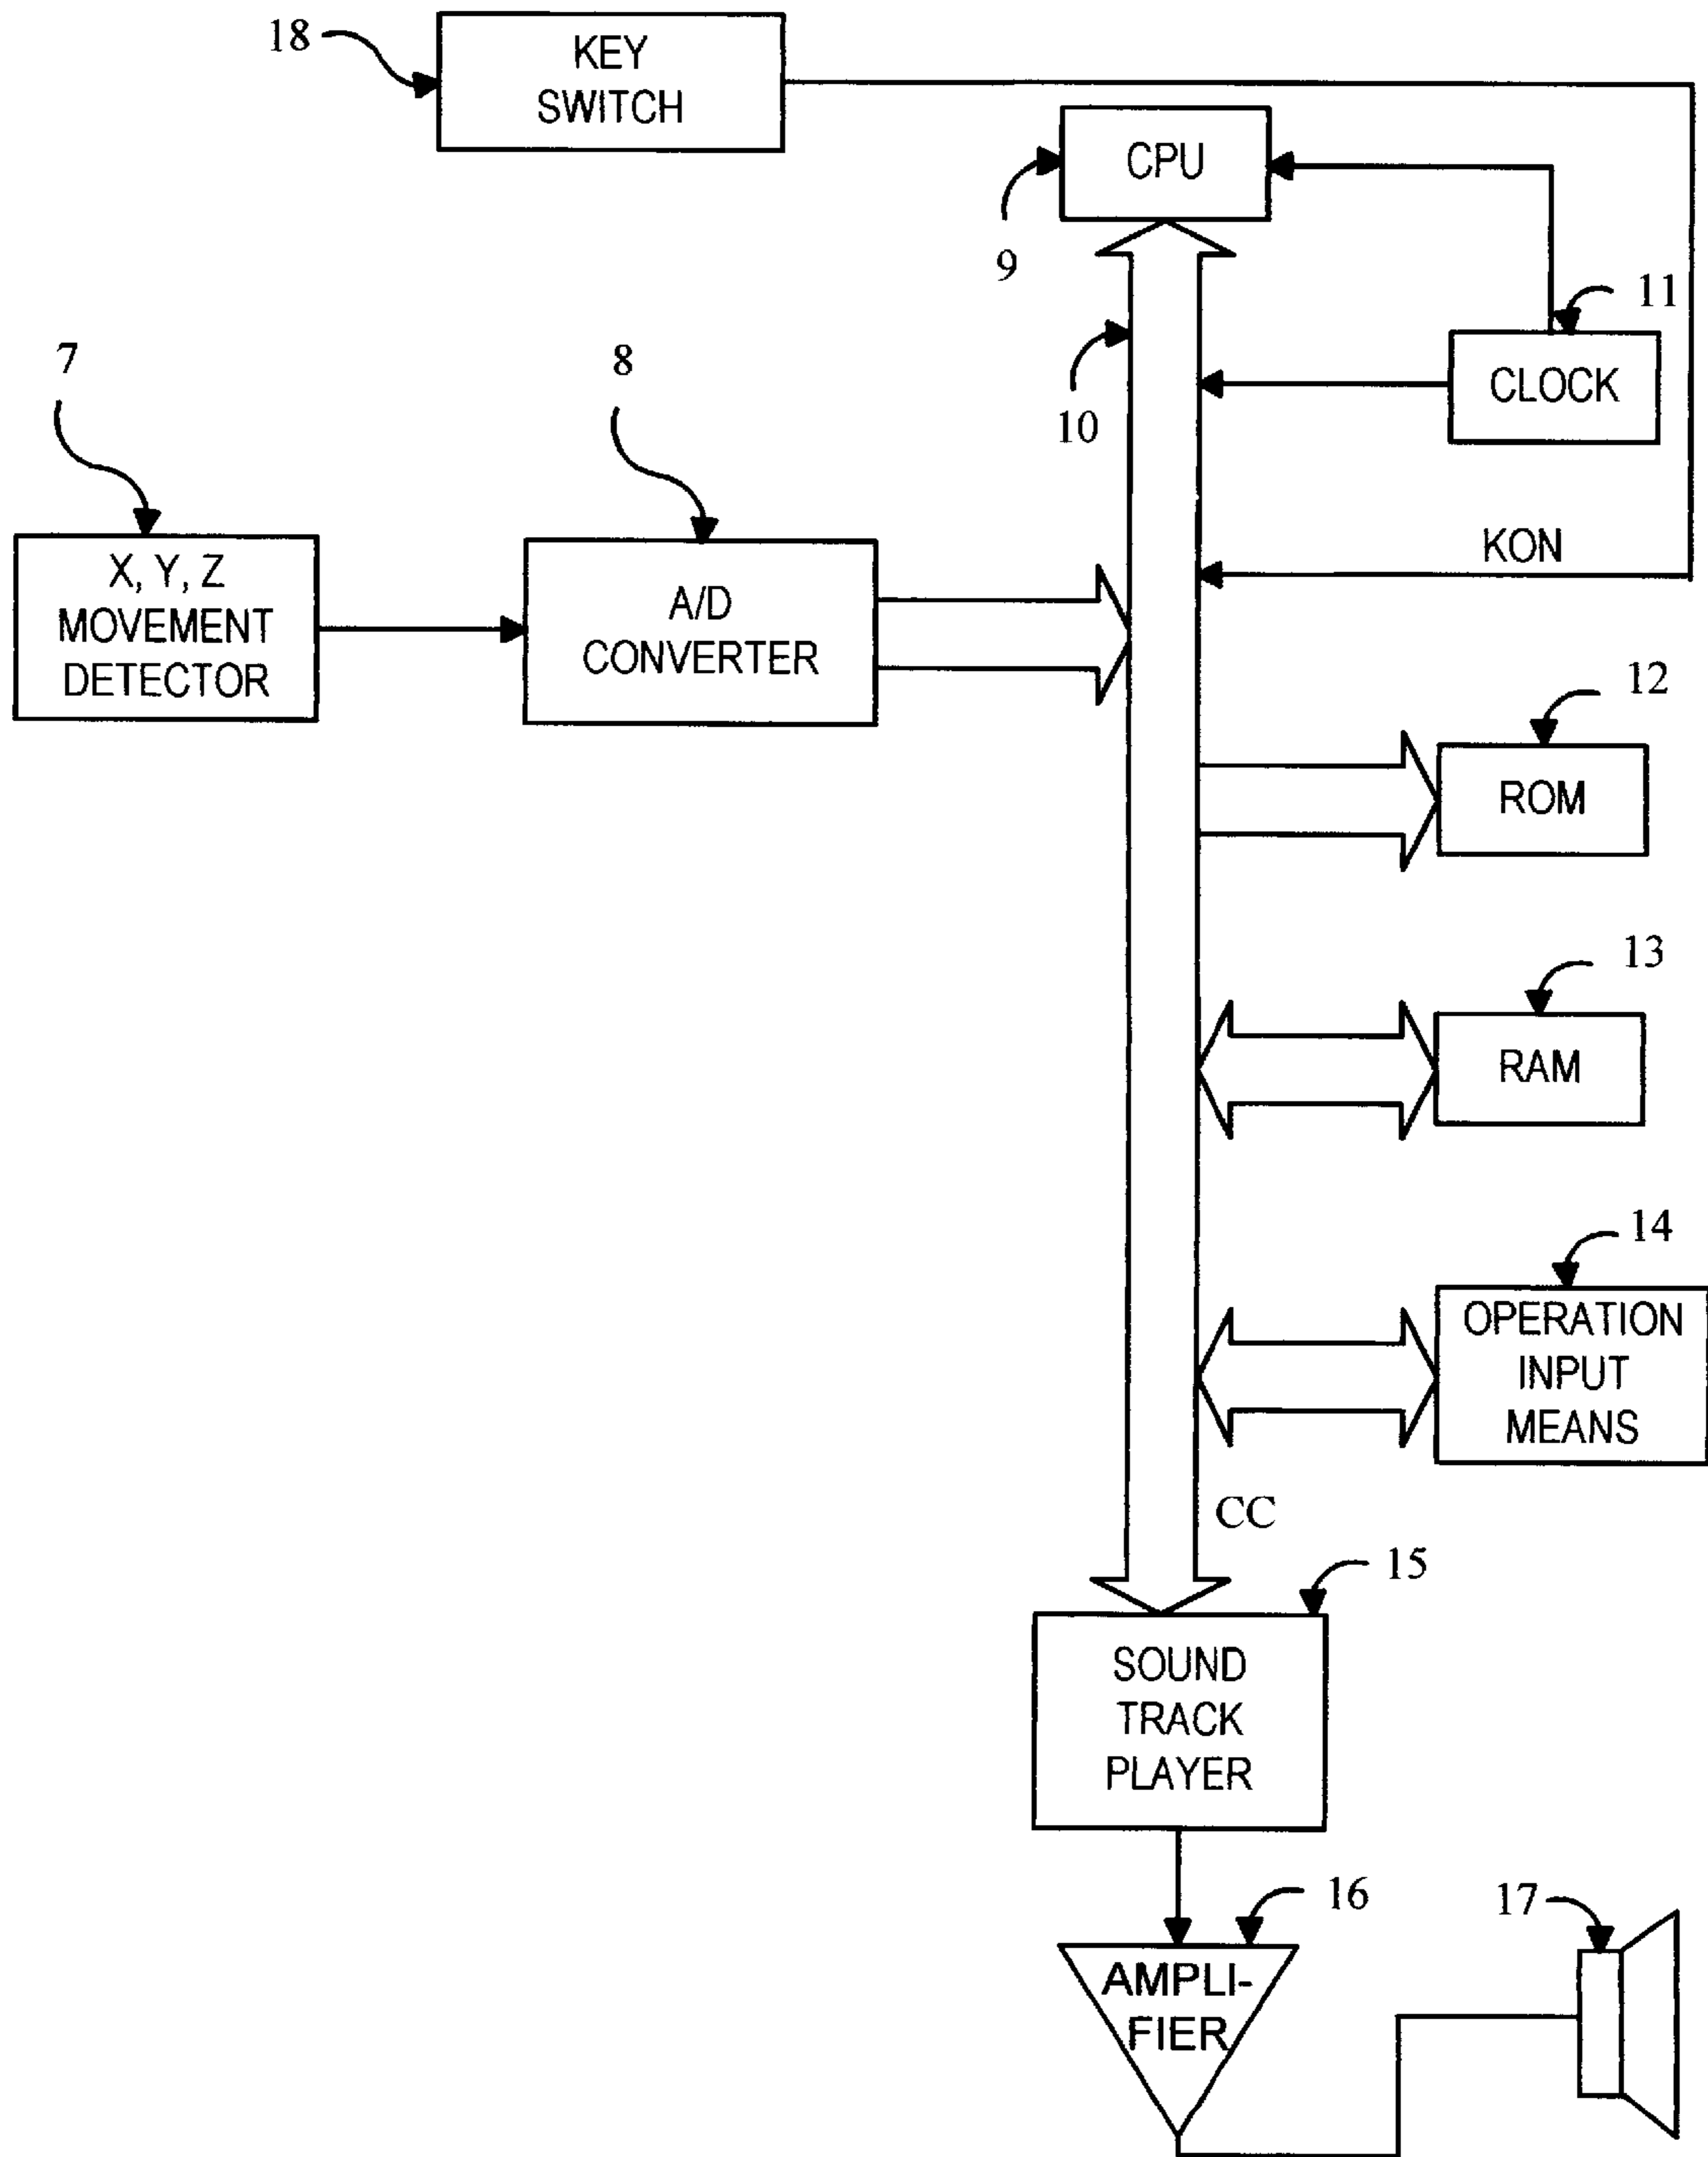 18
KEY
SWITCH
CPU
9
11
CLOCK
10
7
8
KON
X, Y, Z
MOVEMENT
DETECTOR
A/D
CONVERTER
12
ROM
13
RAM
14
OPERATION
INPUT
MEANS
CC
15
SOUND
TRACK
PLAYER
16
17
AMPLI-
FIER